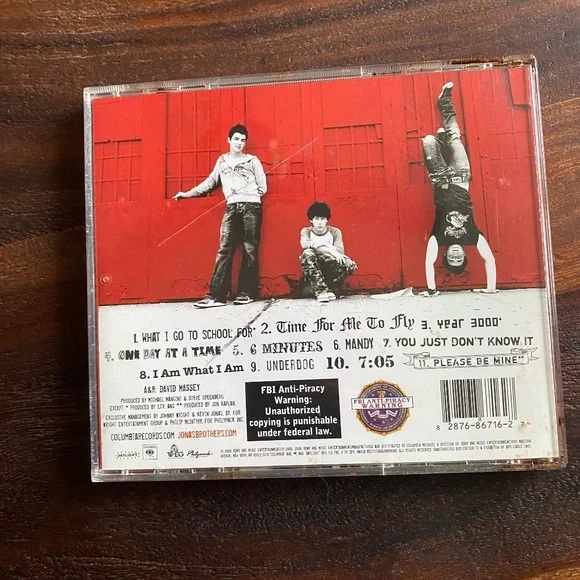 1. WHAT I GO TO SCHOOL FOR* 2. Time For Me To Fly 3. YEAR 3000*
4. ONE DAY AT A TIME 5. 6 MINUTES 6. MANDY 7. YOU JUST DON'T KNOW IT
8. I Am What I Am 9. UNDERDOG 10. 7:05 11. PLEASE BE MINE**
A&R: DAVID MASSEY
PRODUCED BY MICHAEL MANGINI & STEVE GREENBERG
EXCEPT * PRODUCED BY LCV, AND ** PRODUCED BY JON KAPLAN.
EXCLUSIVE MANAGEMENT BY JOHNNY WRIGHT & KEVIN JONAS, SR. FOR
WRIGHT ENTERTAINMENT GROUP & PHILIP MCINTYRE FOR PHILYMACK INC.
COLUMBIARECORDS.COM JONASBROTHERS.COM
FBI Anti-Piracy
Warning:
Unauthorized
copying is punishable
under federal law.
FBI ANTI-PIRACY
WARNING
8 2876-86716-2
COLUMBIA